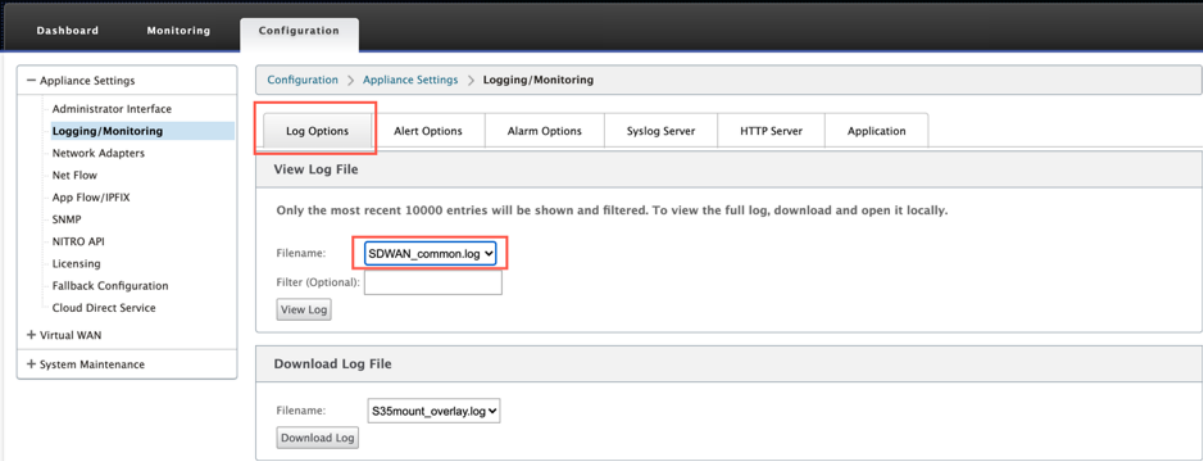 Dashboard Monitoring Configuration
Appliance Settings
Administrator Interface
Logging/Monitoring
Network Adapters
Net Flow
App Flow/IPFIX
SNMP
NITRO API
Licensing
Fallback Configuration
Cloud Direct Service
Virtual WAN
System Maintenance
Configuration > Appliance Settings > Logging/Monitoring
Log Options Alert Options Alarm Options Syslog Server HTTP Server Application
View Log File
Only the most recent 10000 entries will be shown and filtered. To view the full log, download and open it locally.
Filename: SDWAN_common.log
Filter (Optional):
View Log
Download Log File
Filename: S35mount_overlay.log
Download Log